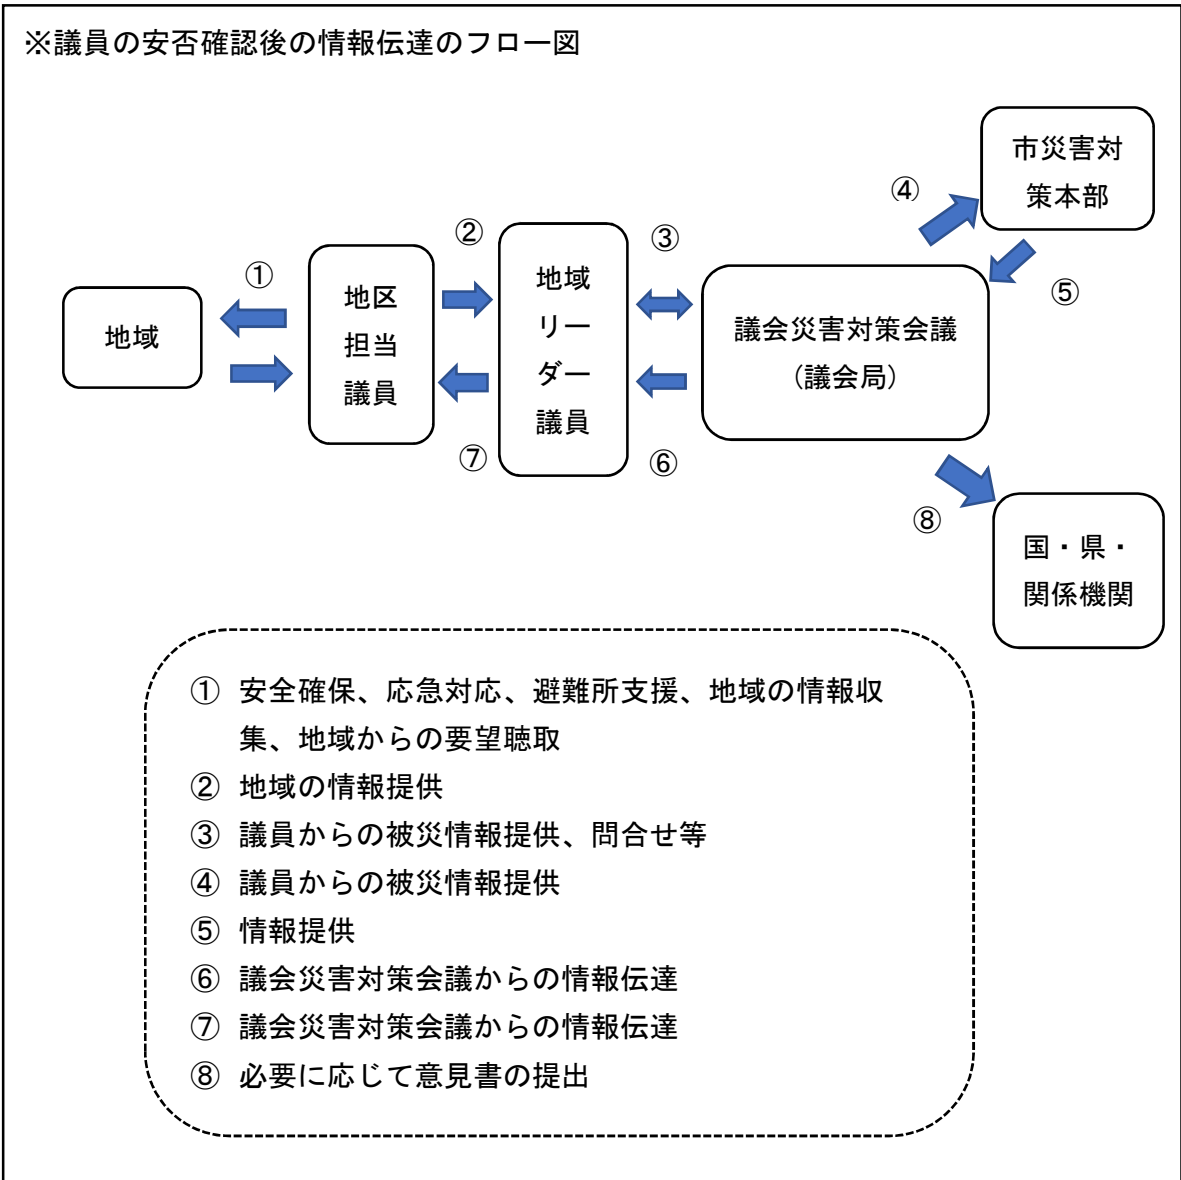 ※議員の安否確認後の情報伝達のフロー図
市災害対
策本部
④
②
③
⑤
①
地域
地区
担当
議員
地域
リー
ダー
議員
議会災害対策会議
（議会局）
⑦
⑥
⑧
国・県・
関係機関
① 安全確保、応急対応、避難所支援、地域の情報収
集、地域からの要望聴取
② 地域の情報提供
③ 議員からの被災情報提供、問合せ等
④ 議員からの被災情報提供
⑤ 情報提供
⑥ 議会災害対策会議からの情報伝達
⑦ 議会災害対策会議からの情報伝達
⑧ 必要に応じて意見書の提出